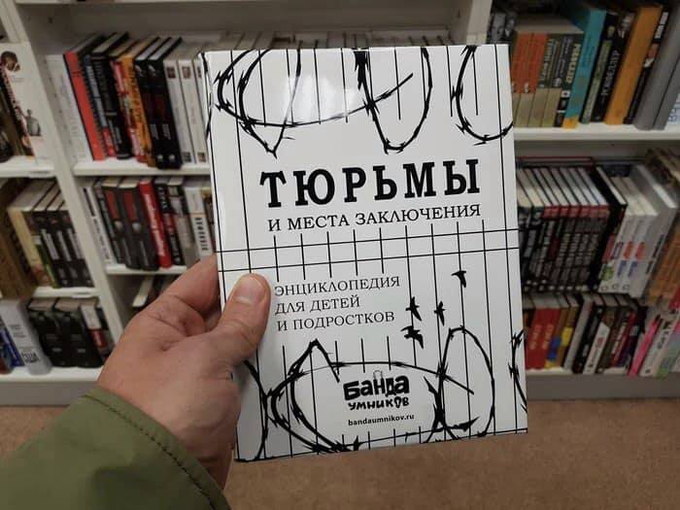 ТЮРЬМЫ
И МЕСТА ЗАКЛЮЧЕНИЯ
ЭНЦИКЛОПЕДИЯ
ДЛЯ ДЕТЕЙ
И ПОДРОСТКОВ
БАНДА
УМНИКОВ
bandaumnikov.ru